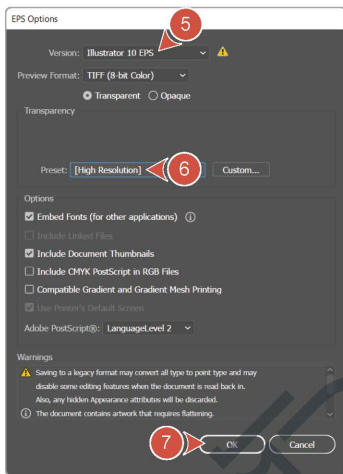 EPS Options
5
Version: Illustrator 10 EPS
Preview Format: TIFF (8-bit Color)
Transparent Opaque
Transparency
Preset: [High Resolution] 6 Custom...
Options
Embed Fonts (for other applications)
Include Linked Files
Include Document Thumbnails
Include CMYK PostScript in RGB Files
Compatible Gradient and Gradient Mesh Printing
Use Printer's Default Screen
Adobe PostScript®: LanguageLevel 2
Warnings
Saving to a legacy format may convert all type to point type and may
disable some editing features when the document is read back in.
Also, any hidden Appearance attributes will be discarded.
The document contains artwork that requires flattening.
7 OK Cancel